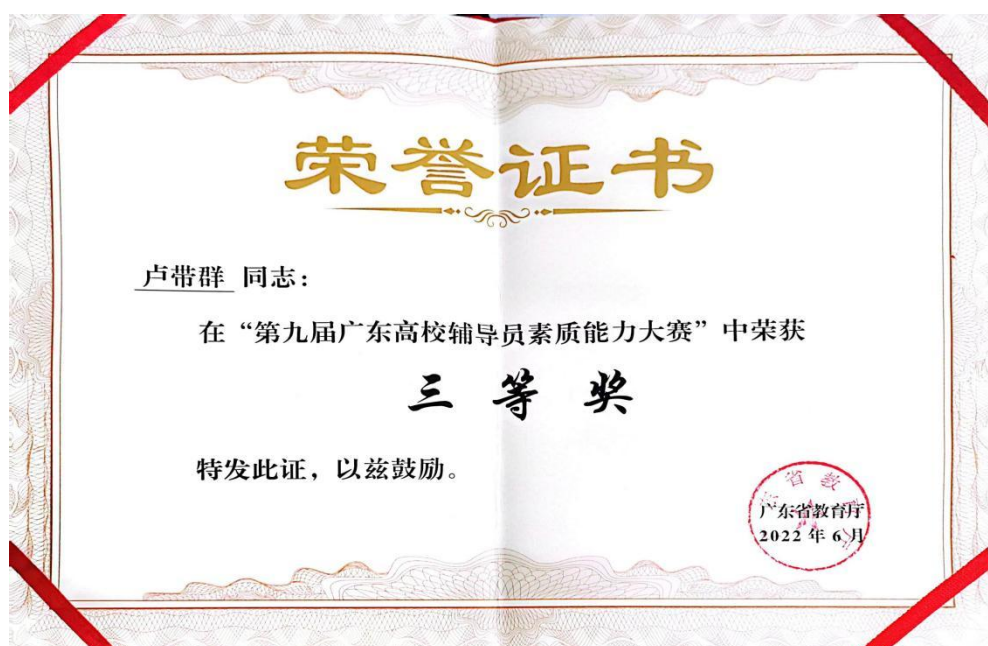 荣誉证书
卢带群 同志：
在“第九届广东高校辅导员素质能力大赛”中荣获
三等奖
特发此证，以兹鼓励。
广东省教育厅
2022 年 6 月